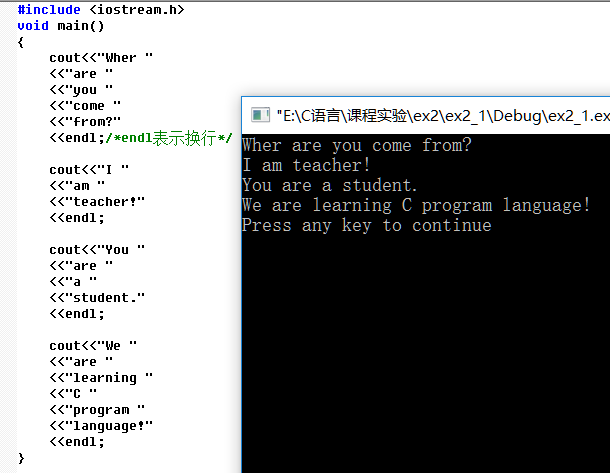 #include <iostream.h>
void main()
{
cout<<"Wher "
<<"are "
<<"you "
<<"come "
<<"from?"
<<endl;/*endl表示换行*/
cout<<"I "
<<"am "
<<"teacher!"
<<endl;
cout<<"You "
<<"are "
<<"a "
<<"student."
<<endl;
cout<<"We "
<<"are "
<<"learning "
<<"C "
<<"program "
<<"language!"
<<endl;
}
"E:\C语言\课程实验\ex2\ex2_1\Debug\ex2_1.ex
Wher are you come from?
I am teacher!
You are a student.
We are learning C program language!
Press any key to continue